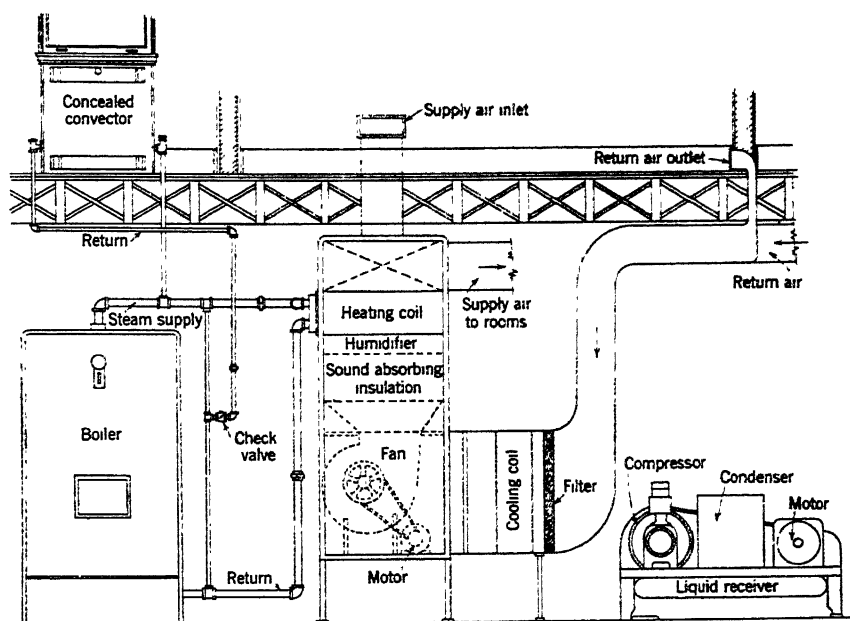 Concealed
convector
Supply air inlet
Return air outlet
Return
Return air
Steam supply
Heating coil
Supply air
to rooms
Humidifier
Sound absorbing
insulation
Boiler
Check
valve
Fan
Cooling coil
Filter
Compressor
Condenser
Motor
Return
Motor
Liquid receiver